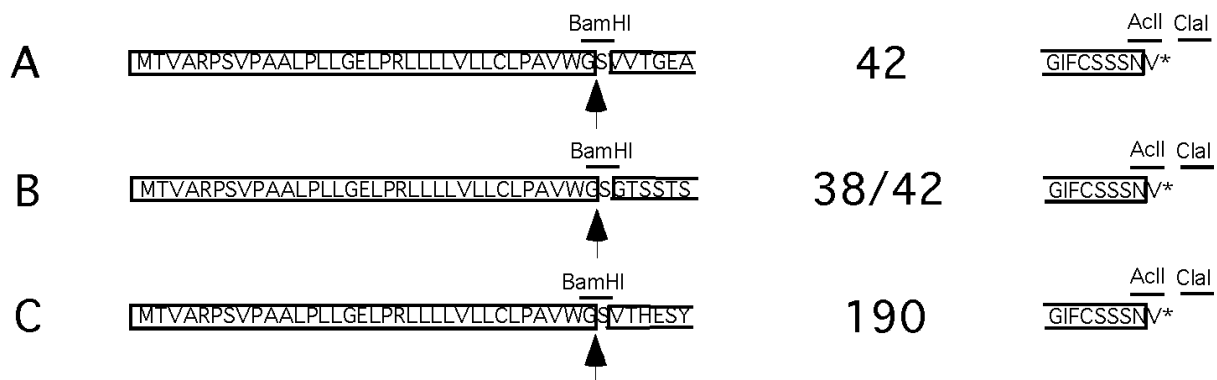 BamHI AclI ClaI
A MTVARPSVPAALPLLGELPRLLLLVLLCLPAVWGSVVTGEA 42 GIFCSSSNV*
BamHI AclI ClaI
B MTVARPSVPAALPLLGELPRLLLLVLLCLPAVWGSGTSSTS 38/42 GIFCSSSNV*
BamHI AclI ClaI
C MTVARPSVPAALPLLGELPRLLLLVLLCLPAVWGSVTHESY 190 GIFCSSSNV*